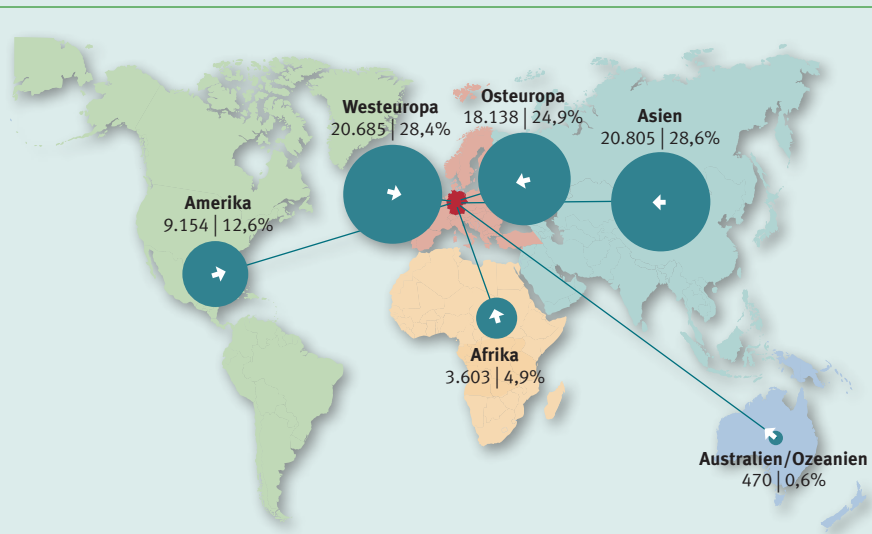 Westeuropa
20.685 | 28,4%
Osteuropa
18.138 | 24,9%
Asien
20.805 | 28,6%
Amerika
9.154 | 12,6%
Afrika
3.603 | 4,9%
Australien/Ozeanien
470 | 0,6%